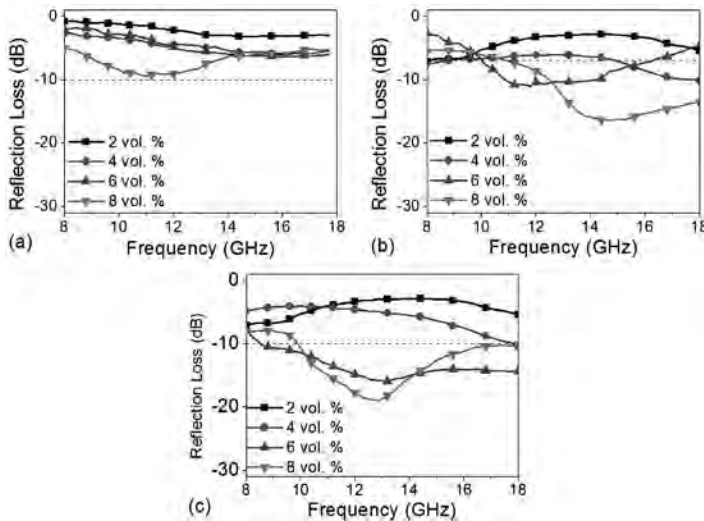 0
-10
-20
-30
Reflection Loss (dB)
2 vol. %
4 vol. %
6 vol. %
8 vol. %
8
10
12
14
16
18
Frequency (GHz)
(a)
0
-10
-20
-30
Reflection Loss (dB)
2 vol. %
4 vol. %
6 vol. %
8 vol. %
8
10
12
14
16
18
Frequency (GHz)
(b)
0
-10
-20
-30
Reflection Loss (dB)
2 vol. %
4 vol. %
6 vol. %
8 vol. %
8
10
12
14
16
18
Frequency (GHz)
(c)